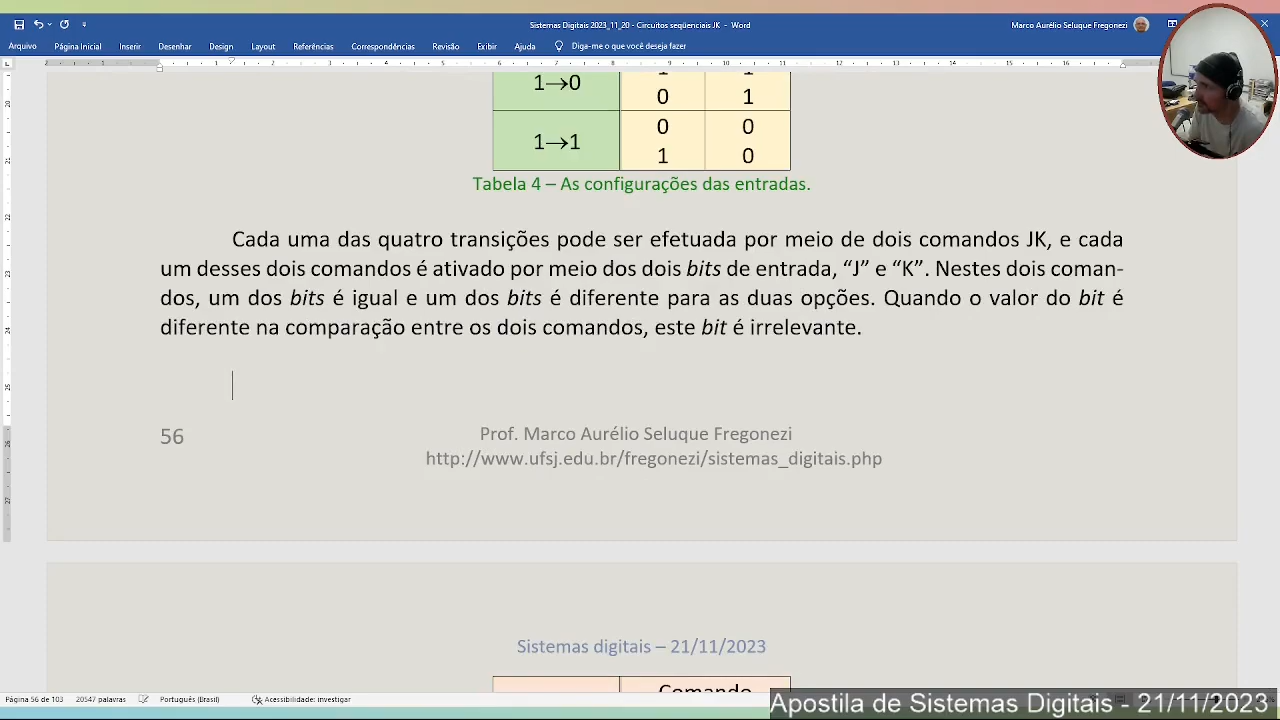 Sistemas Digitais 2023_11_20 - Circuitos seqüenciais JK - Word
Marco Aurélio Seluque Fregonezi
Arquivo Página Inicial Inserir Desenhar Design Layout Referências Correspondências Revisão Exibir Ajuda Diga-me o que você deseja fazer
1→0
0 1
1→1
0 0
1 0
Tabela 4 – As configurações das entradas.
Cada uma das quatro transições pode ser efetuada por meio de dois comandos JK, e cada
um desses dois comandos é ativado por meio dos dois bits de entrada, “J” e “K”. Nestes dois coman-
dos, um dos bits é igual e um dos bits é diferente para as duas opções. Quando o valor do bit é
diferente na comparação entre os dois comandos, este bit é irrelevante.
56
Prof. Marco Aurélio Seluque Fregonezi
http://www.ufsj.edu.br/fregonezi/sistemas_digitais.php
Sistemas digitais – 21/11/2023
Comando
Página 56 de 103 20547 palavras Português (Brasil) Acessibilidade: investigar
Apostila de Sistemas Digitais - 21/11/2023